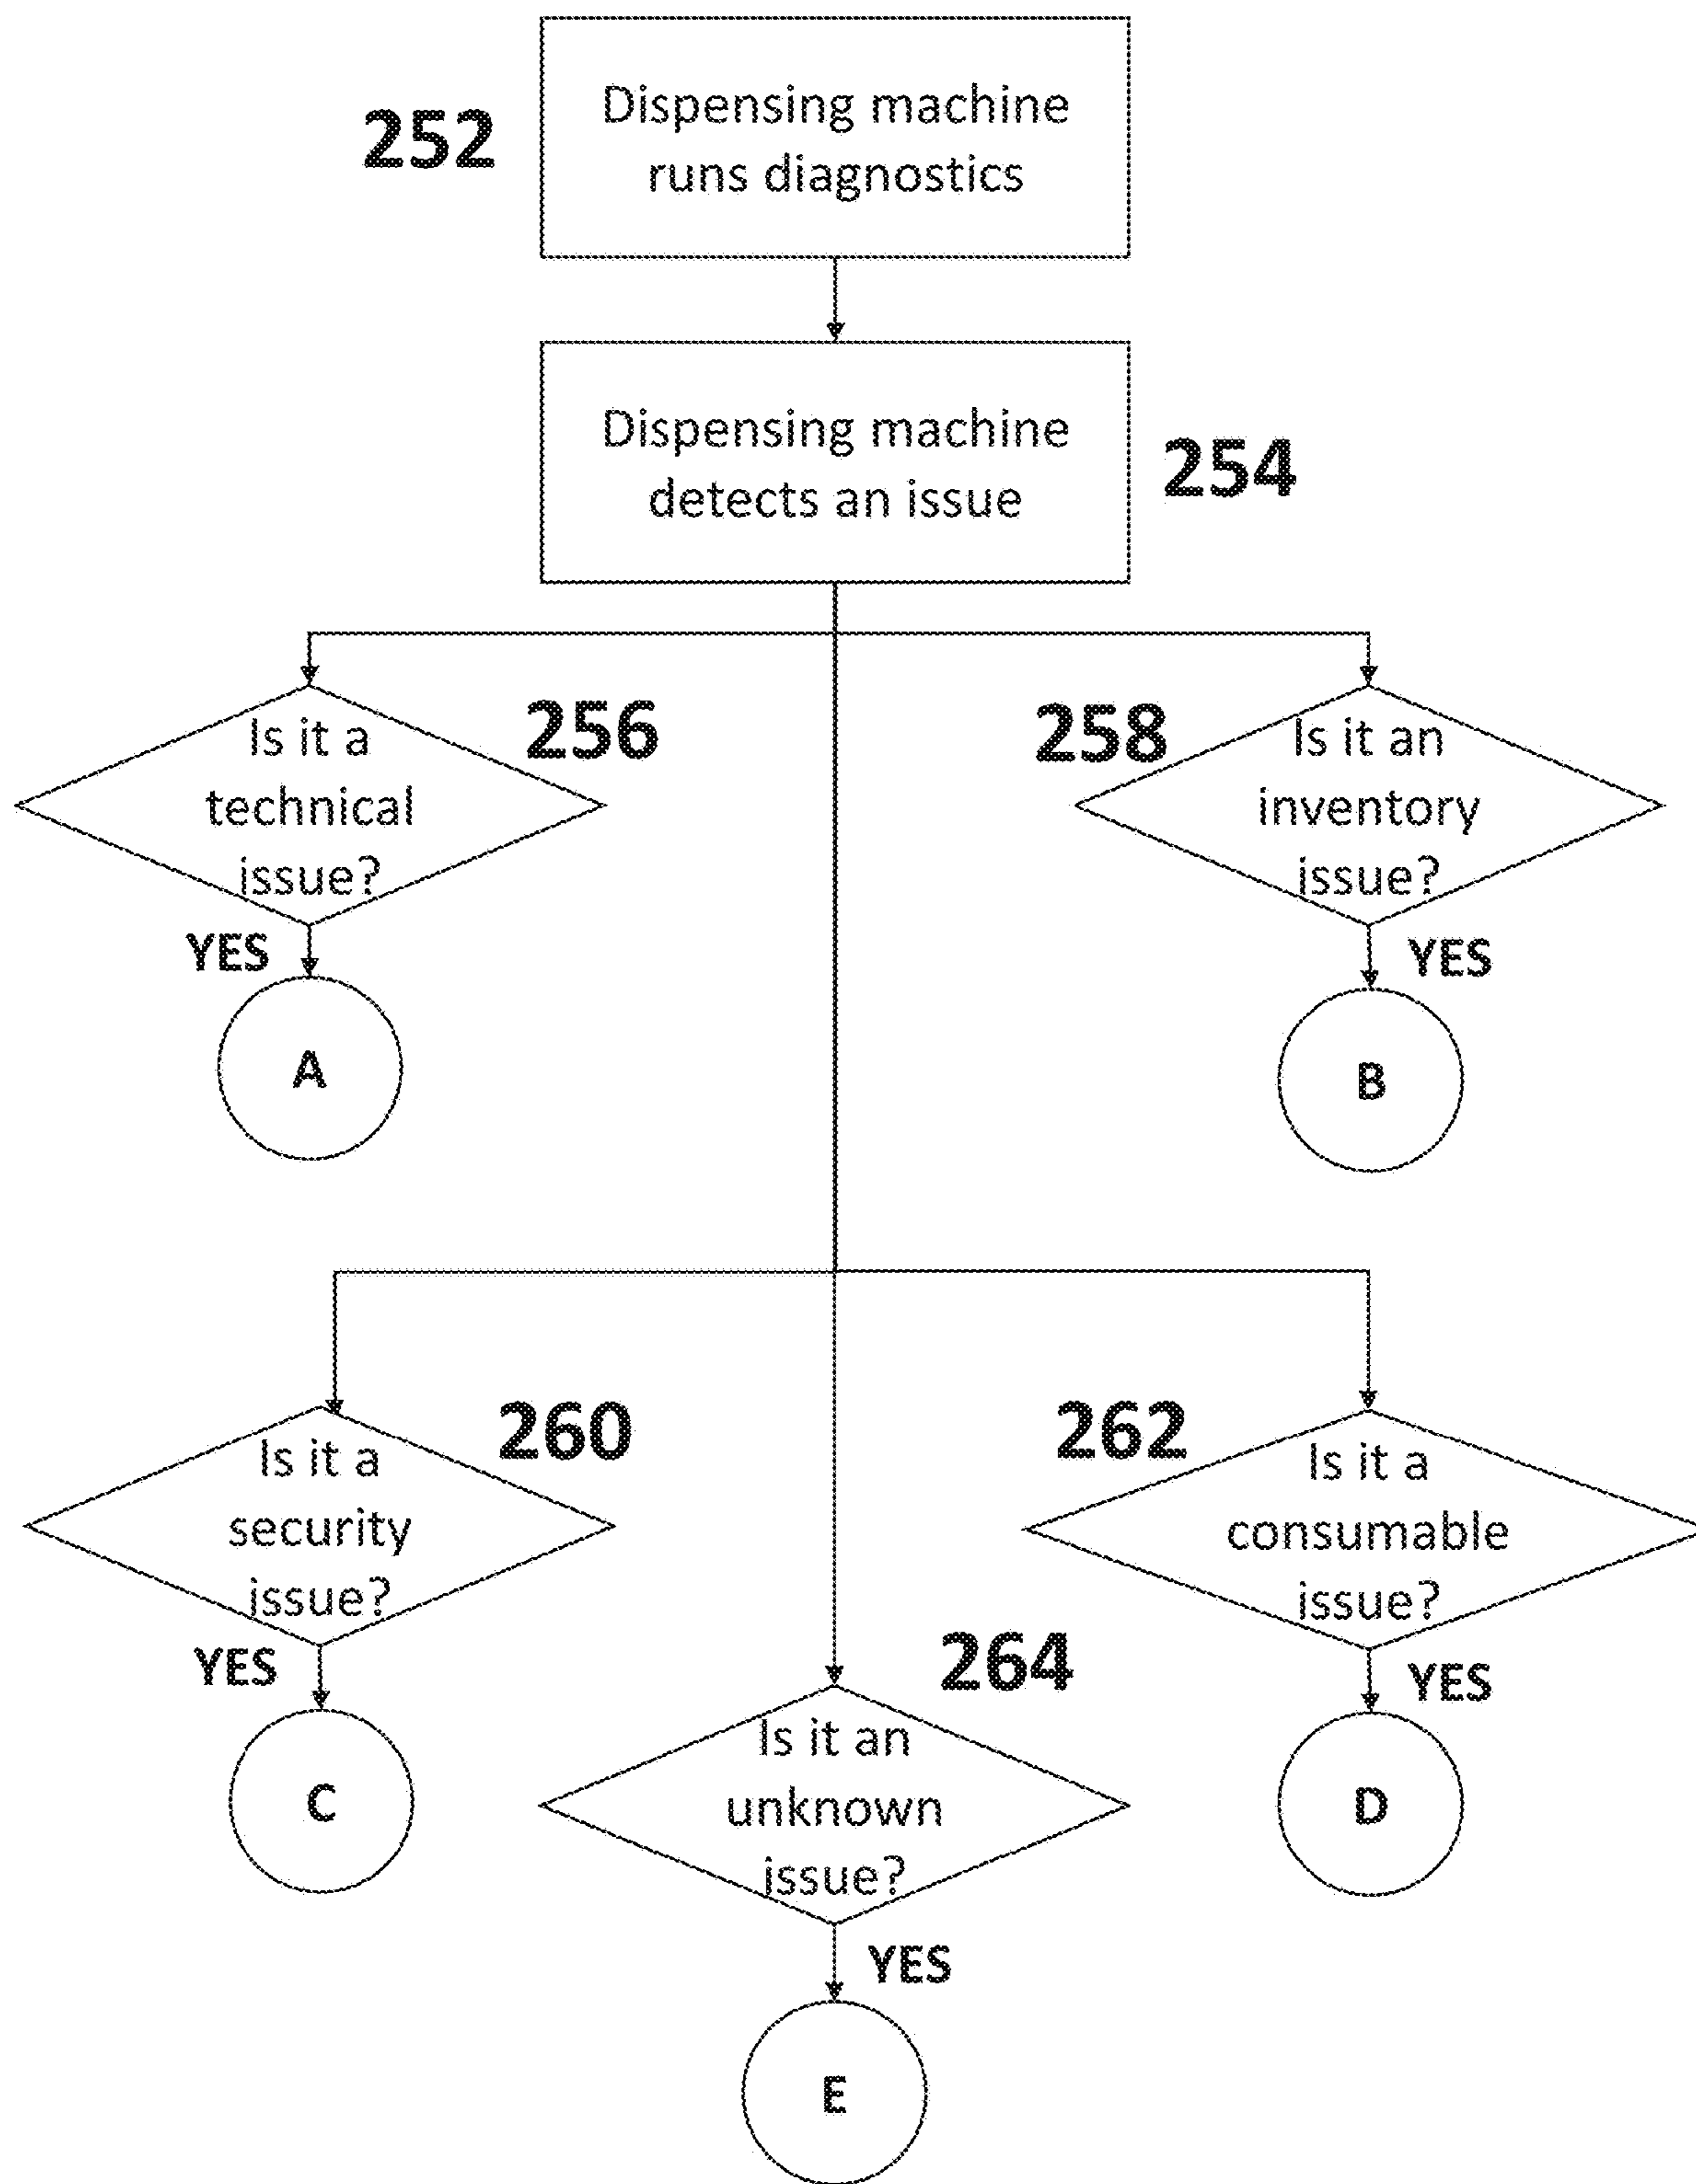 252
Dispensing machine
runs diagnostics
Dispensing machine
detects an issue
254
Is it a
technical
issue?
256
YES
A
258
Is it an
inventory
issue?
YES
B
Is it a
security
issue?
260
YES
C
262
Is it a
consumable
issue?
YES
D
264
Is it an
unknown
issue?
YES
E